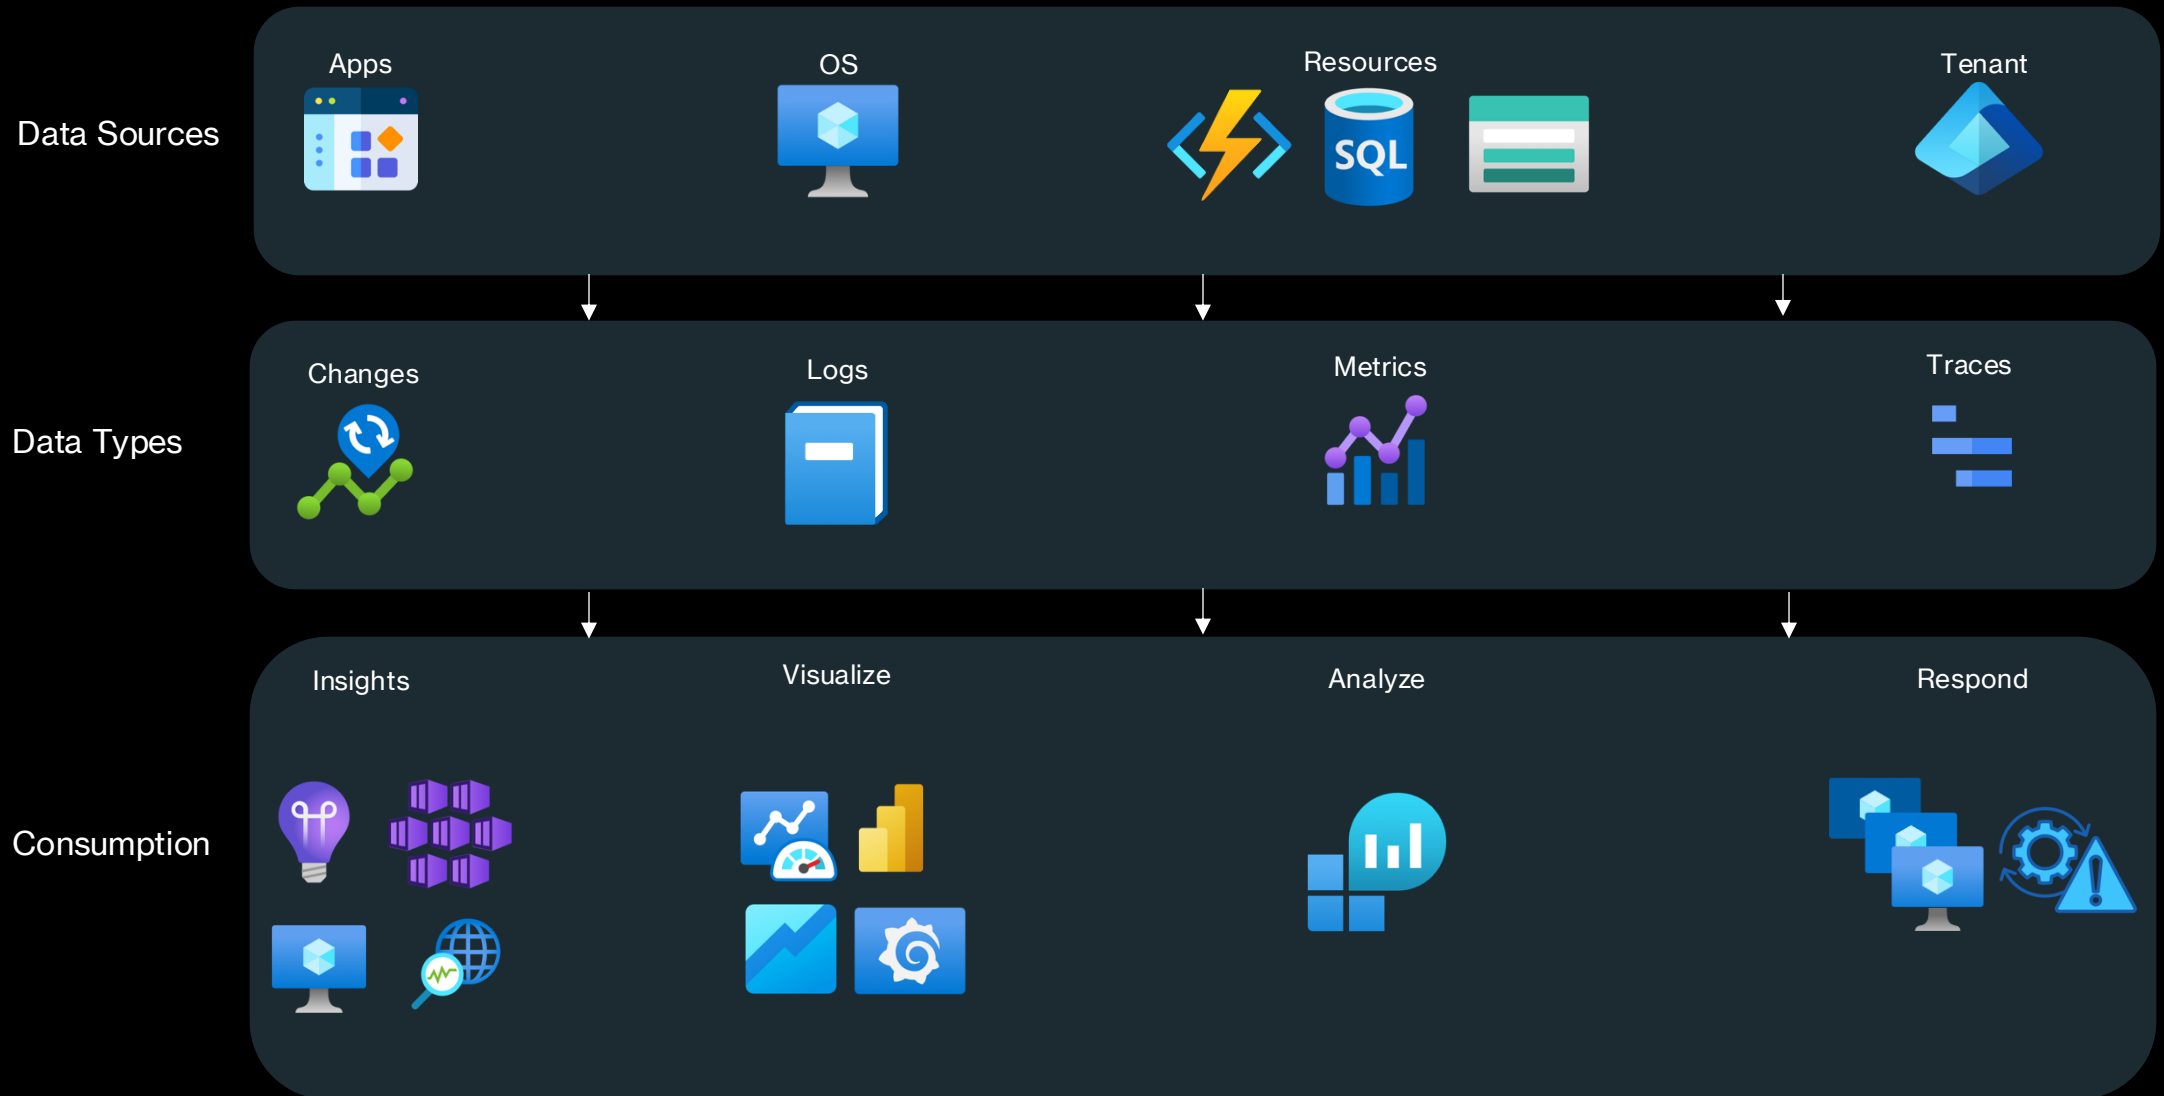 Data Sources
Apps
OS
Resources
Tenant
SQL
Data Types
Changes
Logs
Metrics
Traces
Consumption
Insights
Visualize
Analyze
Respond